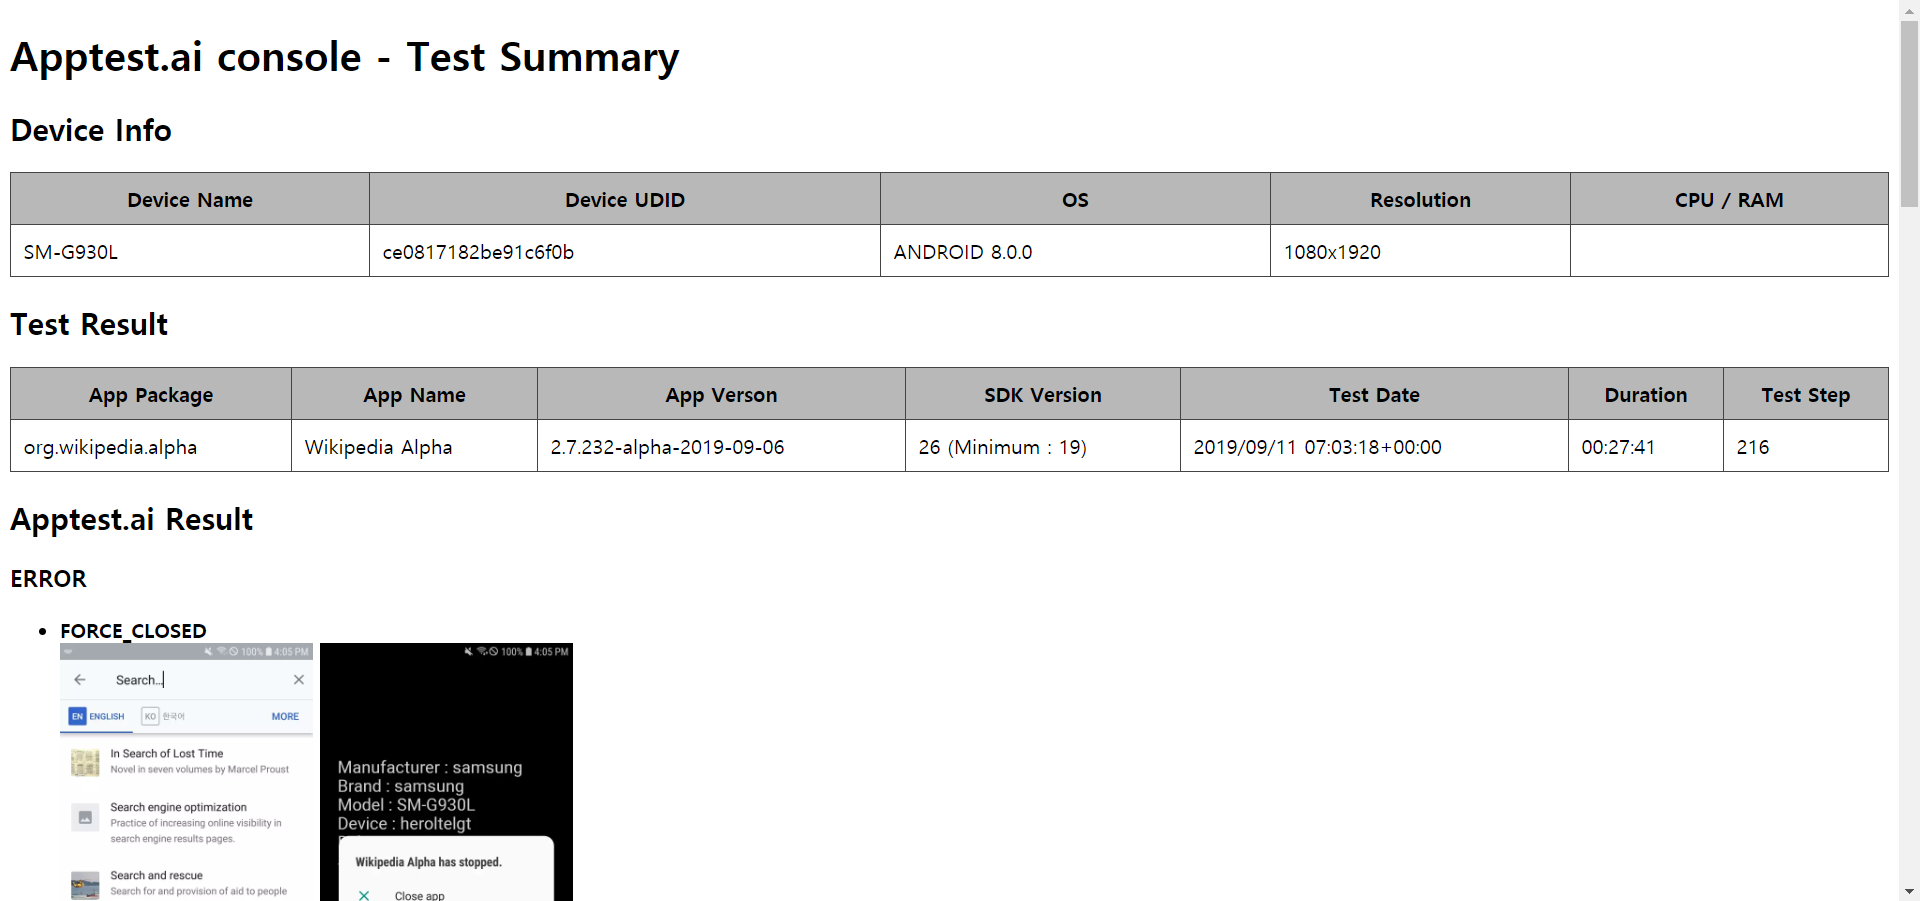 Apptest.ai console - Test Summary
Device Info
Device Name Device UDID OS Resolution CPU / RAM
SM-G930L ce0817182be91c6f0b ANDROID 8.0.0 1080x1920
Test Result
App Package App Name App Verson SDK Version Test Date Duration Test Step
org.wikipedia.alpha Wikipedia Alpha 2.7.232-alpha-2019-09-06 26 (Minimum : 19) 2019/09/11 07:03:18+00:00 00:27:41 216
Apptest.ai Result
ERROR
• FORCE_CLOSED
100% 4:05 PM
Search...
EN ENGLISH KO 한국어 MORE
In Search of Lost Time
Novel in seven volumes by Marcel Proust
Search engine optimization
Practice of increasing online visibility in
search engine results pages.
Search and rescue
Search for and provision of aid to people
100% 4:05 PM
Manufacturer : samsung
Brand : samsung
Model : SM-G930L
Device : heroltelgt
Wikipedia Alpha has stopped.
Close app